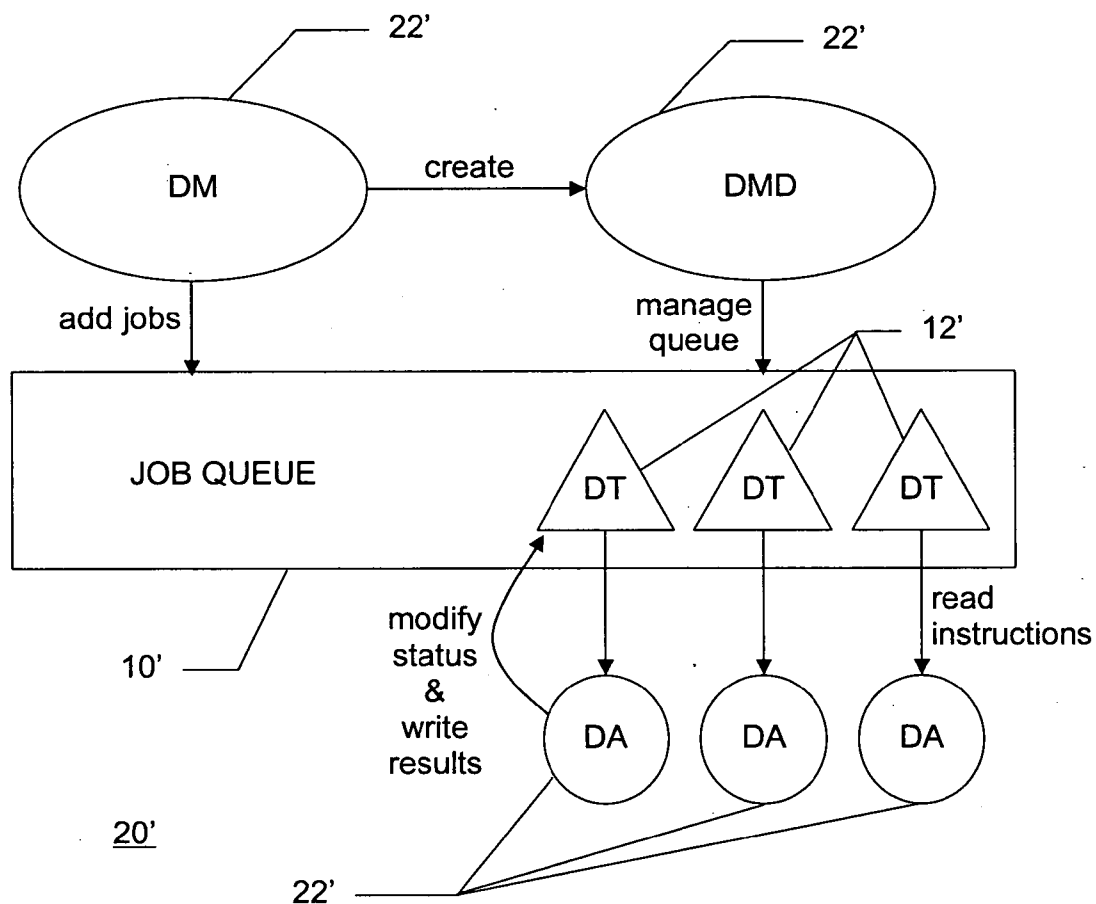 22'
22'
DM
create
DMD
add jobs
manage
queue
12'
JOB QUEUE
DT
DT
DT
modify
status
&
write
results
read
instructions
10'
DA
DA
DA
20'
22'